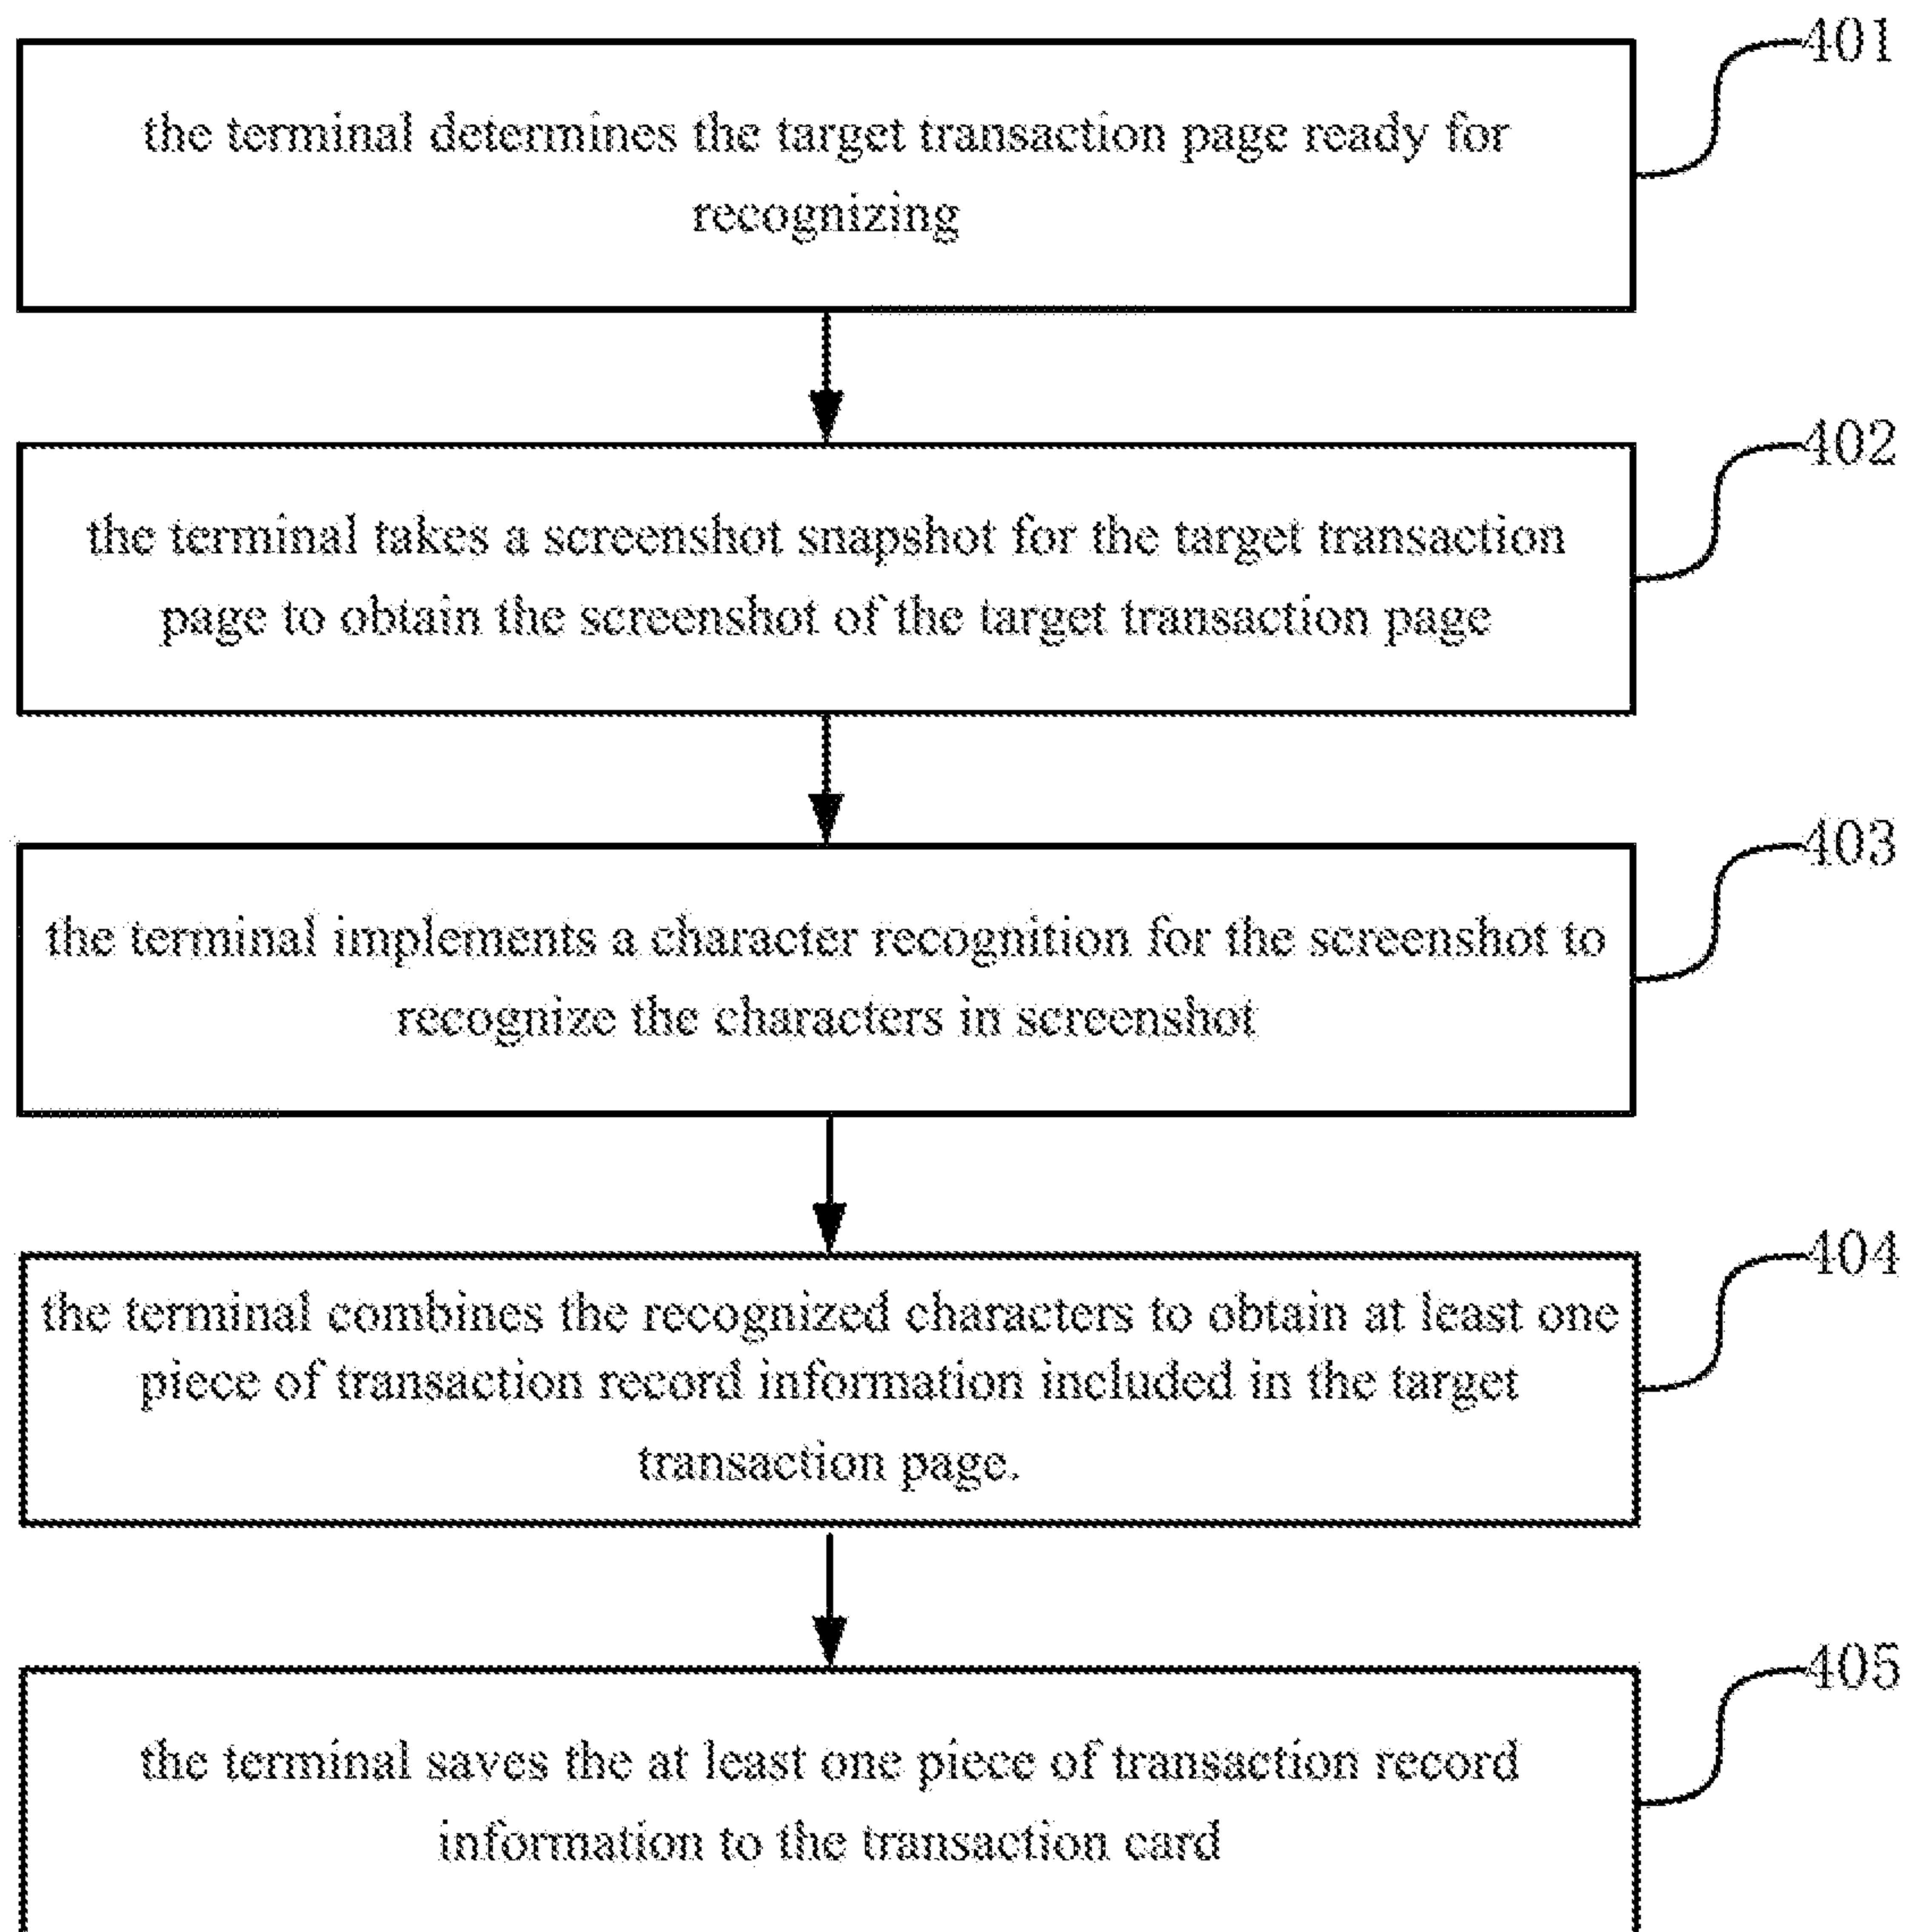 401
the terminal determines the target transaction page ready for
recognizing
402
the terminal takes a screenshot snapshot for the target transaction
page to obtain the screenshot of the target transaction page
403
the terminal implements a character recognition for the screenshot to
recognize the characters in screenshot
404
the terminal combines the recognized characters to obtain at least one
piece of transaction record information included in the target
transaction page.
405
the terminal saves the at least one piece of transaction record
information to the transaction card